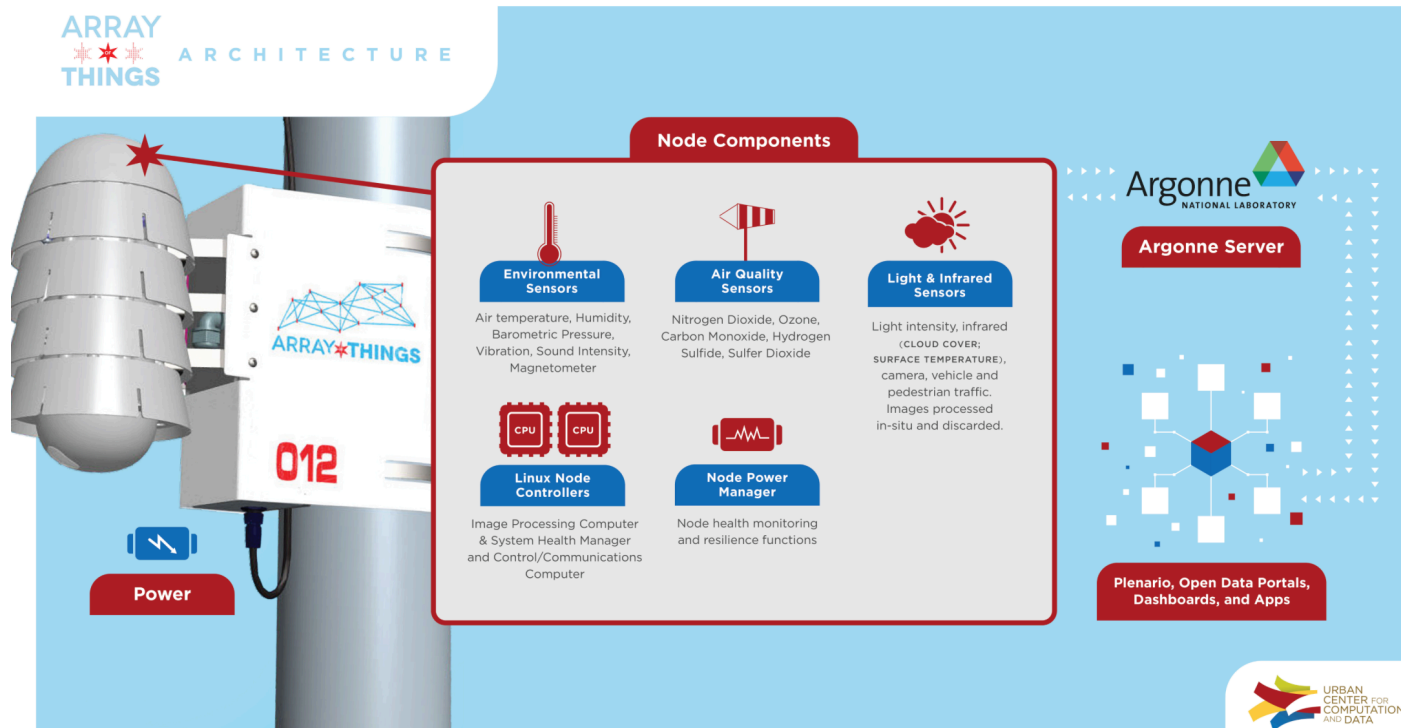 ARRAY
OF
THINGS
ARCHITECTURE
Node Components
Environmental
Sensors
Air temperature, Humidity,
Barometric Pressure,
Vibration, Sound Intensity,
Magnetometer
Air Quality
Sensors
Nitrogen Dioxide, Ozone,
Carbon Monoxide, Hydrogen
Sulfide, Sulfer Dioxide
Light & Infrared
Sensors
Light intensity, infrared
(CLOUD COVER;
SURFACE TEMPERATURE),
camera, vehicle and
pedestrian traffic.
Images processed
in-situ and discarded.
CPU CPU
Linux Node
Controllers
Image Processing Computer
& System Health Manager
and Control/Communications
Computer
Node Power
Manager
Node health monitoring
and resilience functions
ARRAY THINGS
012
Power
Argonne
NATIONAL LABORATORY
Argonne Server
Plenario, Open Data Portals,
Dashboards, and Apps
URBAN
CENTER FOR
COMPUTATION
AND DATA